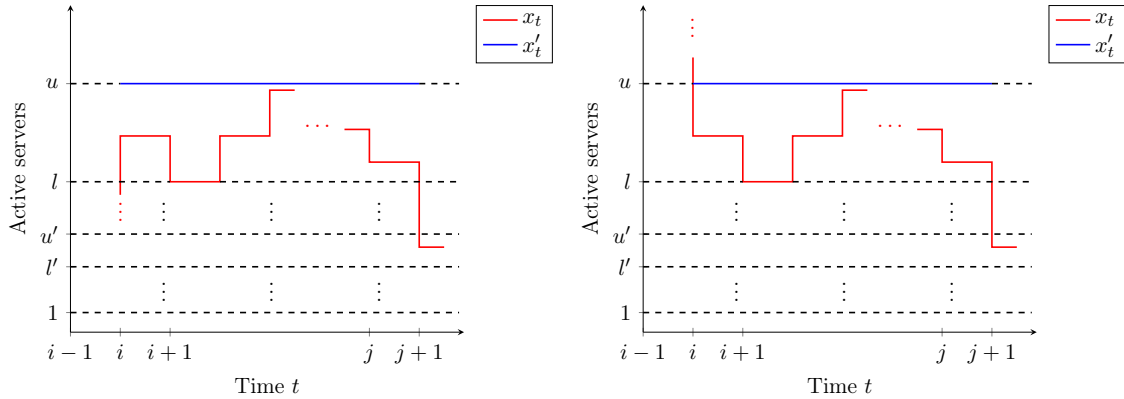 x_t
x'_t
Active servers
u
l
u'
l'
1
i − 1
i
i + 1
j
j + 1
Time t
x_t
x'_t
Active servers
u
l
u'
l'
1
i − 1
i
i + 1
j
j + 1
Time t